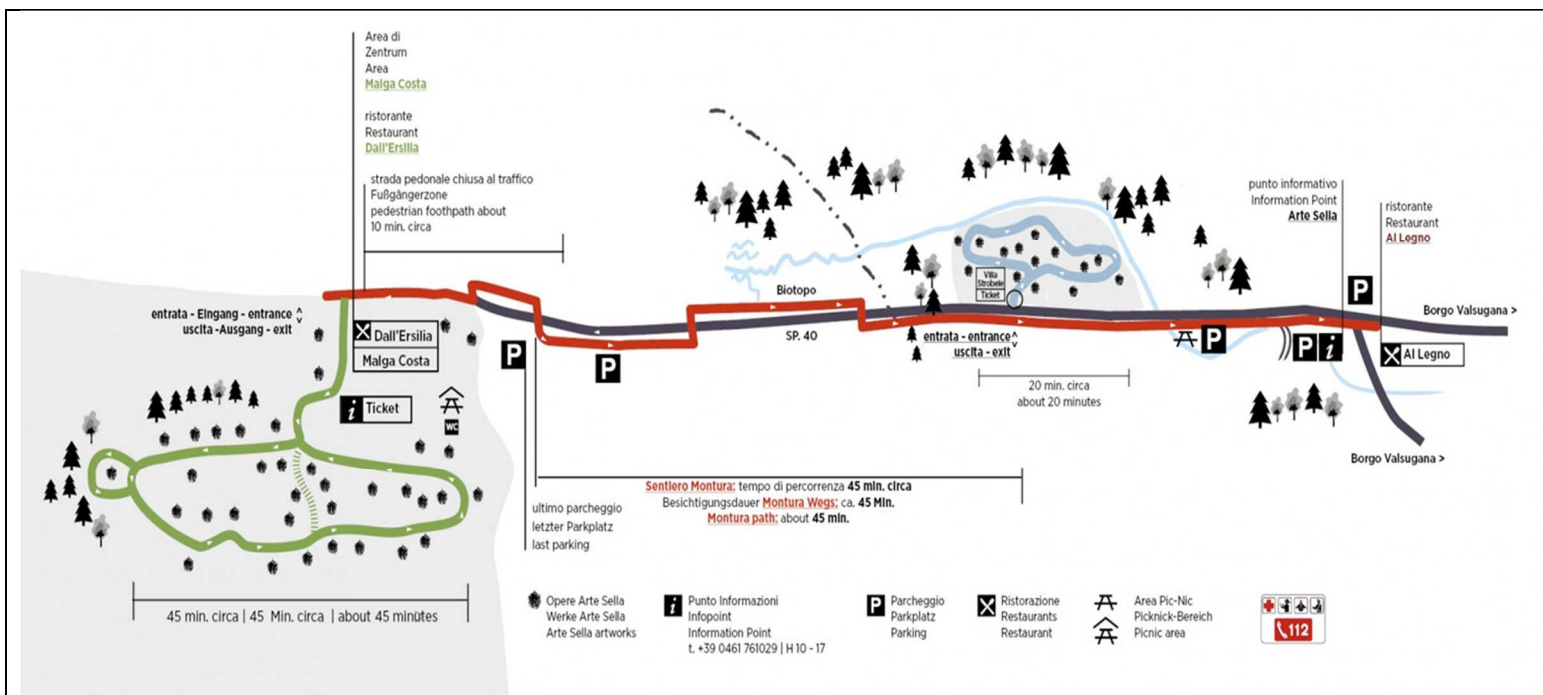 Area di
Zentrum
Area
Malga Costa
ristorante
Restaurant
Dall'Ersilia
strada pedonale chiusa al traffico
Fußgängerzone
pedestrian foothpath about
10 min. circa
punto informativo
Information Point
Arte Sella
ristorante
Restaurant
Al Legno
P
Biotopo
Villa
Strobele
Ticket
Borgo Valsugana >
entrata - Eingang - entrance
uscita -Ausgang - exit
Dall'Ersilia
Malga Costa
P
P
SP. 40
entrata - entrance
uscita - exit
P
P i
Al Legno
20 min. circa
about 20 minutes
i Ticket
WC
Borgo Valsugana >
Sentiero Montura: tempo di percorrenza 45 min. circa
Besichtigungsdauer Montura Wegs: ca. 45 Min.
Montura path: about 45 min.
ultimo parcheggio
letzter Parkplatz
last parking
45 min. circa | 45 Min. circa | about 45 minutes
Opere Arte Sella
Werke Arte Sella
Arte Sella artworks
i
Punto Informazioni
Infopoint
Information Point
t. +39 0461 761029 | H 10 - 17
P
Parcheggio
Parkplatz
Parking
Ristorazione
Restaurants
Restaurant
Area Pic-Nic
Picknick-Bereich
Picnic area
112